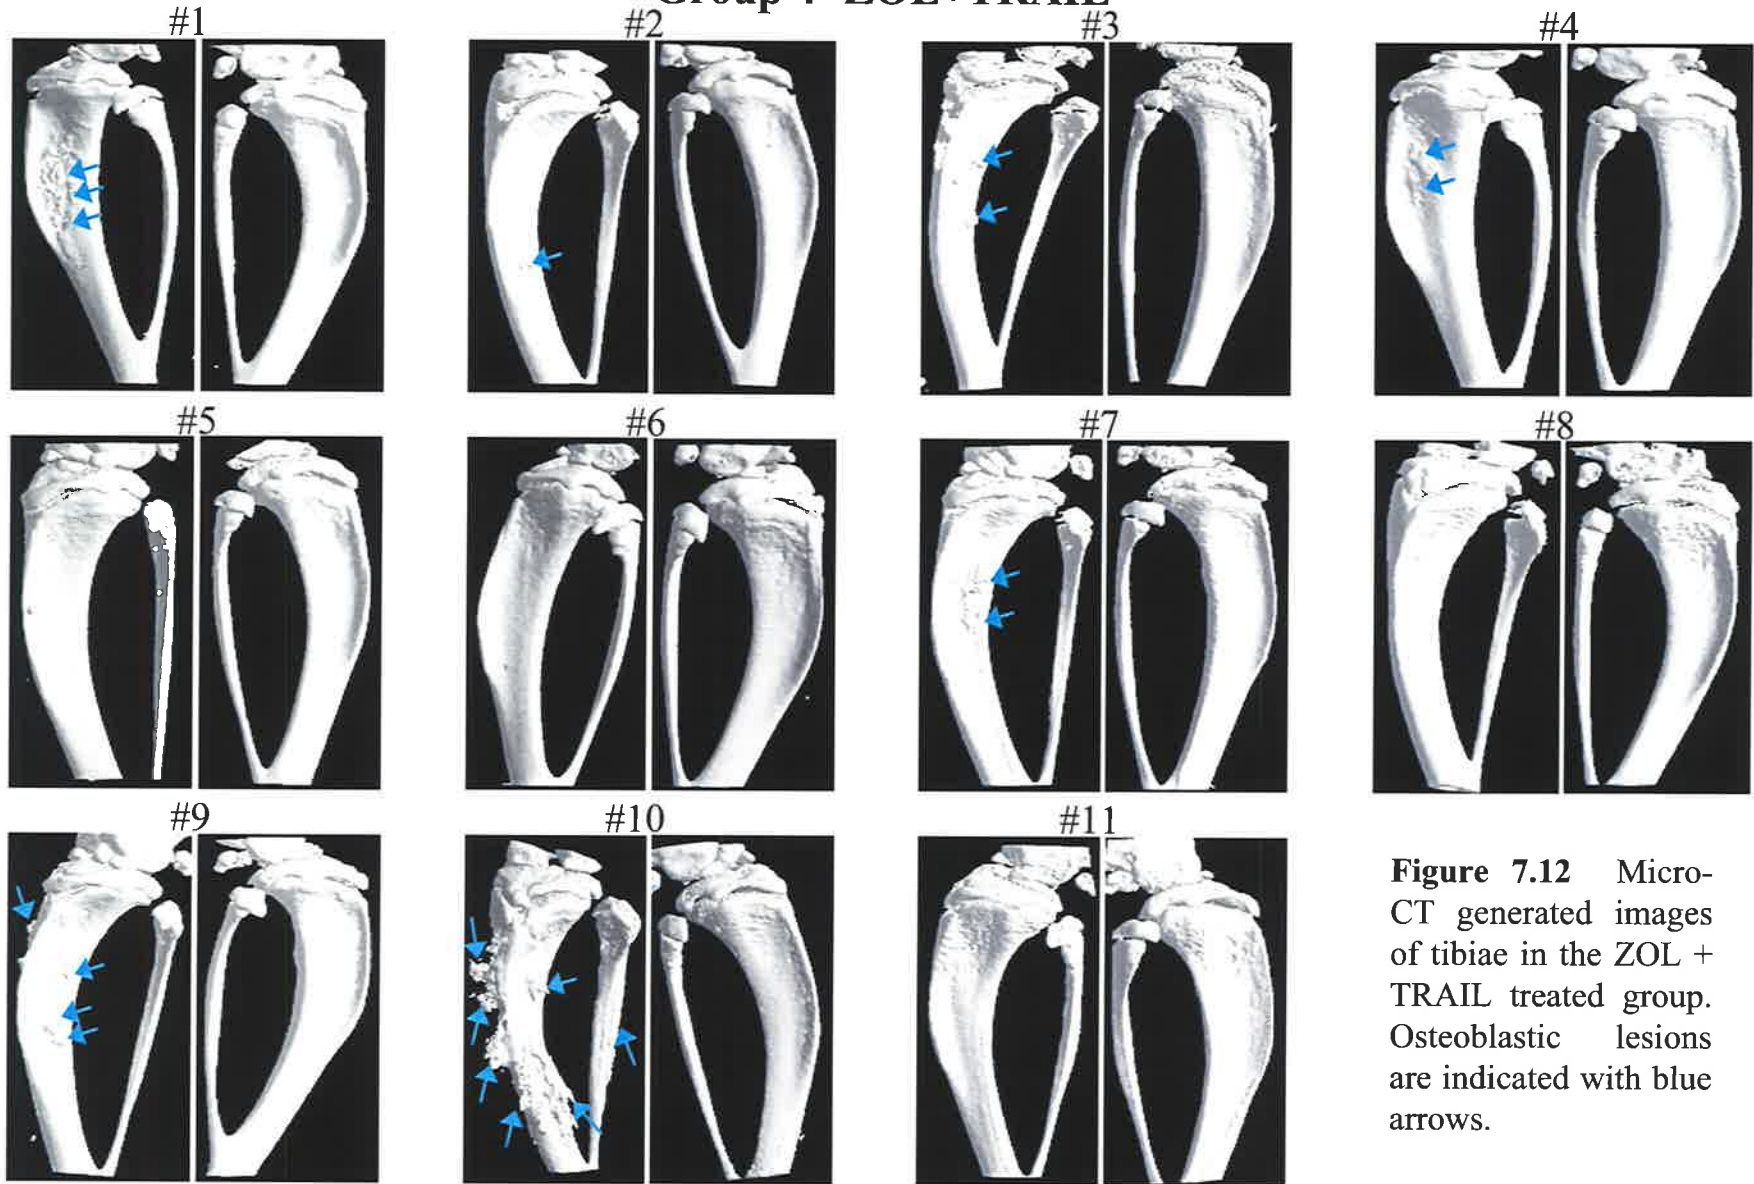 #1
#2
#3
#4
#5
#6
#7
#8
#9
#10
#11
Figure 7.12 Micro-
CT generated images
of tibiae in the ZOL +
TRAIL treated group.
Osteoblastic lesions
are indicated with blue
arrows.